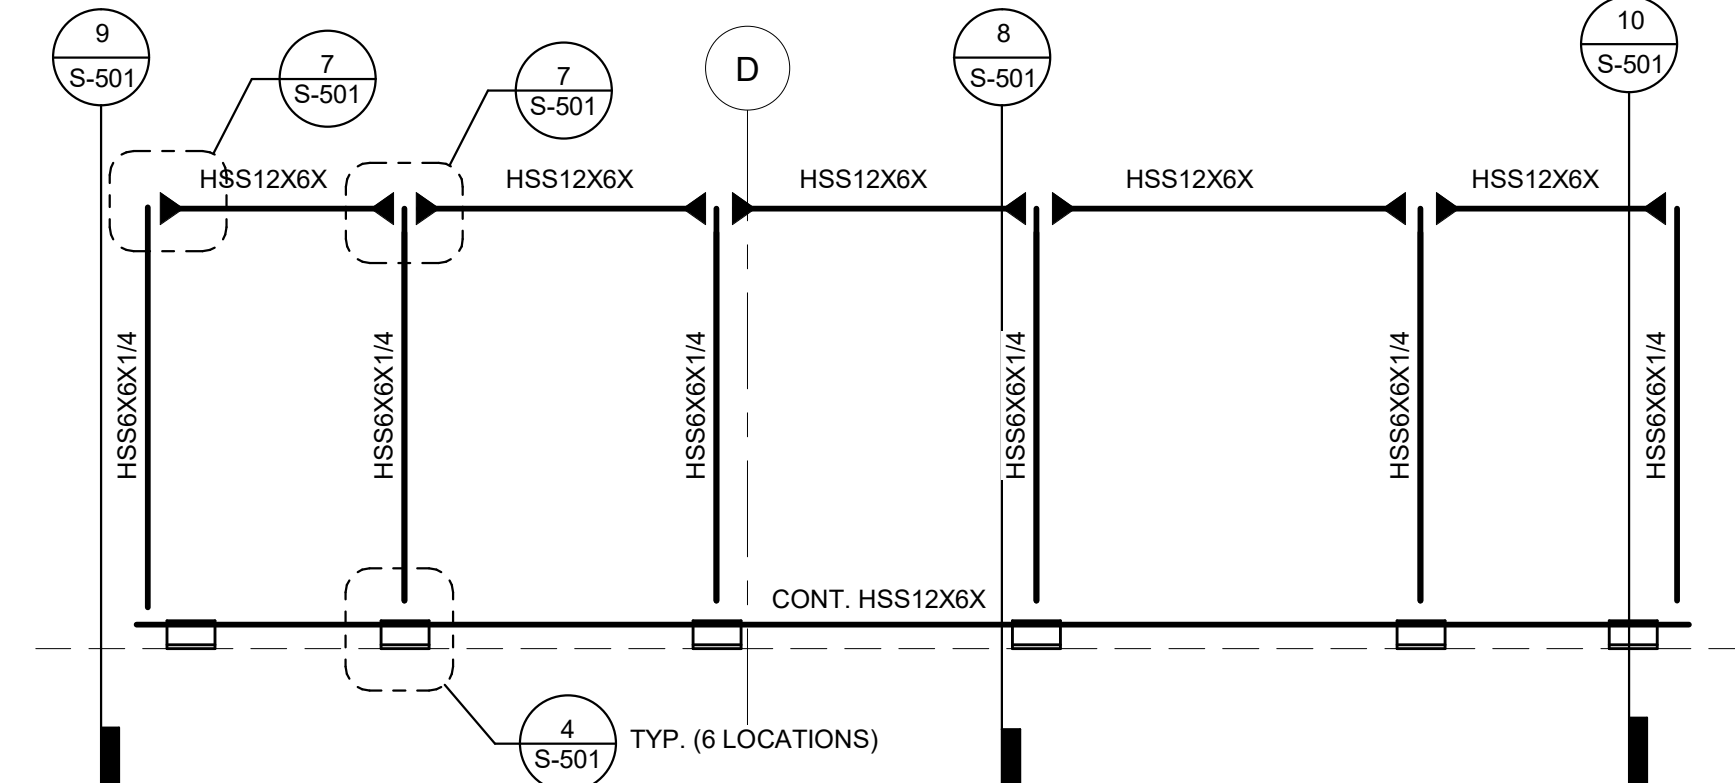 9
S-501
7
S-501
7
S-501
D
8
S-501
10
S-501
HSS12X6X
HSS12X6X
HSS12X6X
HSS12X6X
HSS12X6X
HSS6X6X1/4
HSS6X6X1/4
HSS6X6X1/4
HSS6X6X1/4
HSS6X6X1/4
HSS6X6X1/4
CONT. HSS12X6X
4
S-501
TYP. (6 LOCATIONS)